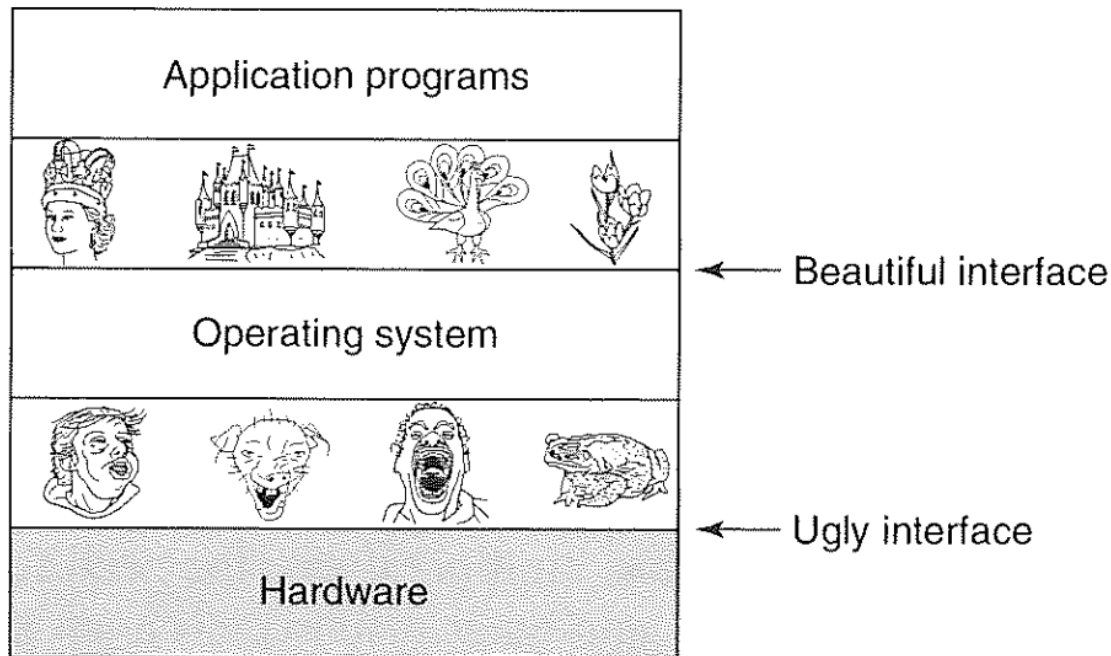 Application programs
Beautiful interface
Operating system
Ugly interface
Hardware